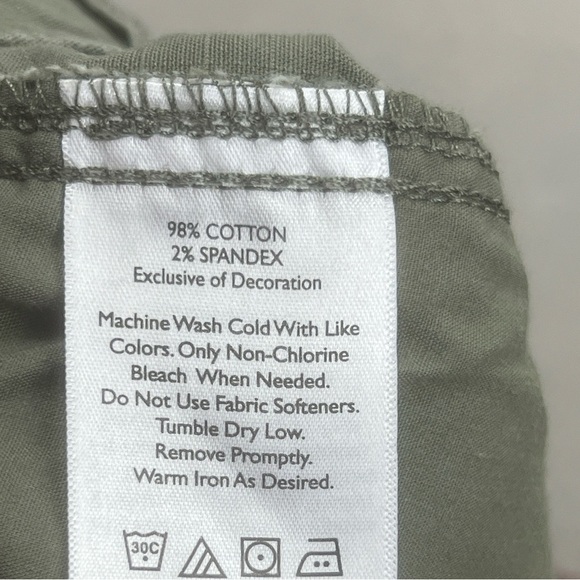 98% COTTON
2% SPANDEX
Exclusive of Decoration
Machine Wash Cold With Like
Colors. Only Non-Chlorine
Bleach When Needed.
Do Not Use Fabric Softeners.
Tumble Dry Low.
Remove Promptly.
Warm Iron As Desired.
30C